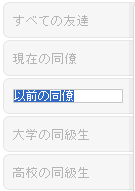 すべての友達
現在の同僚
以前の同僚
大学の同級生
高校の同級生